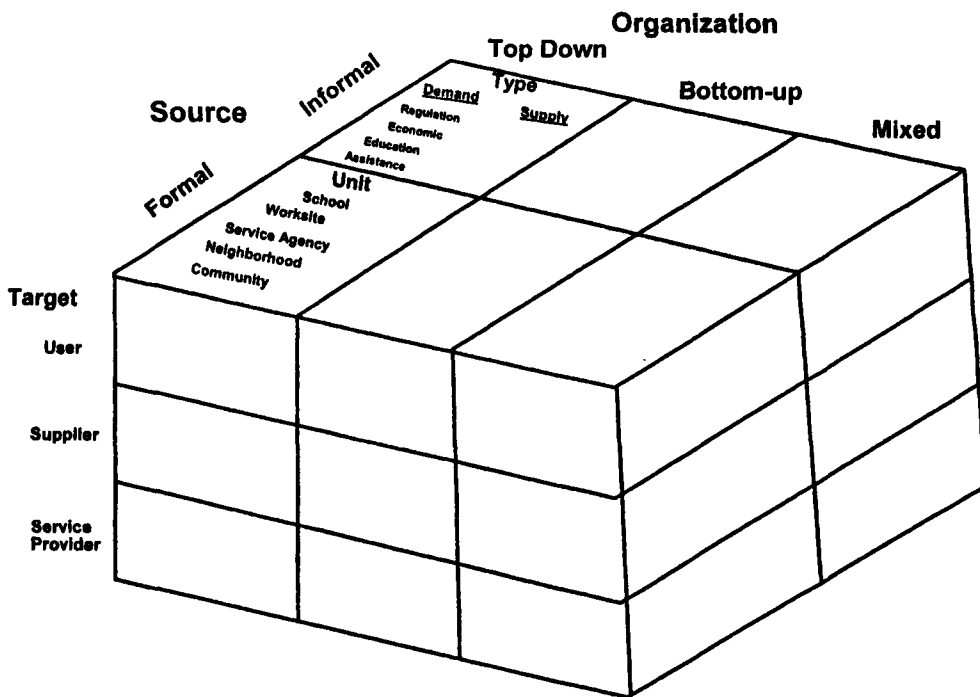 Organization
Top Down
Bottom-up
Mixed
Source
Informal
Formal
Type
Demand
Supply
Regulation
Economic
Education
Assistance
Unit
School
Worksite
Service Agency
Neighborhood
Community
Target
User
Supplier
Service
Provider